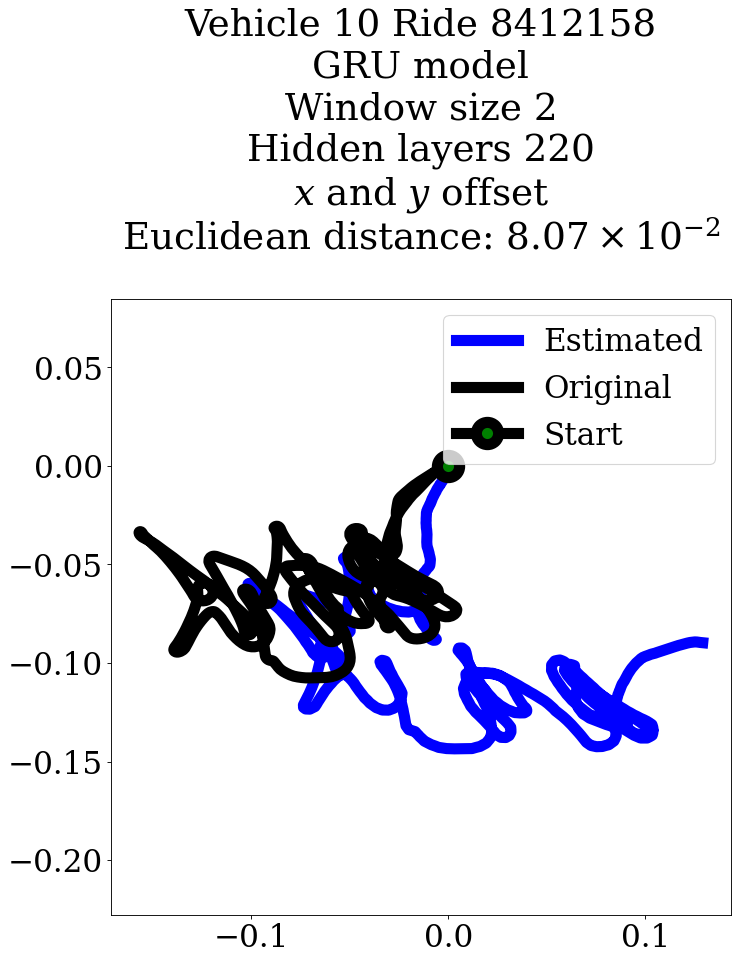 Vehicle 10 Ride 8412158
GRU model
Window size 2
Hidden layers 220
x and y offset
Euclidean distance: 8.07 × 10⁻²
Estimated
Original
Start
0.05
0.00
−0.05
−0.10
−0.15
−0.20
−0.1
0.0
0.1